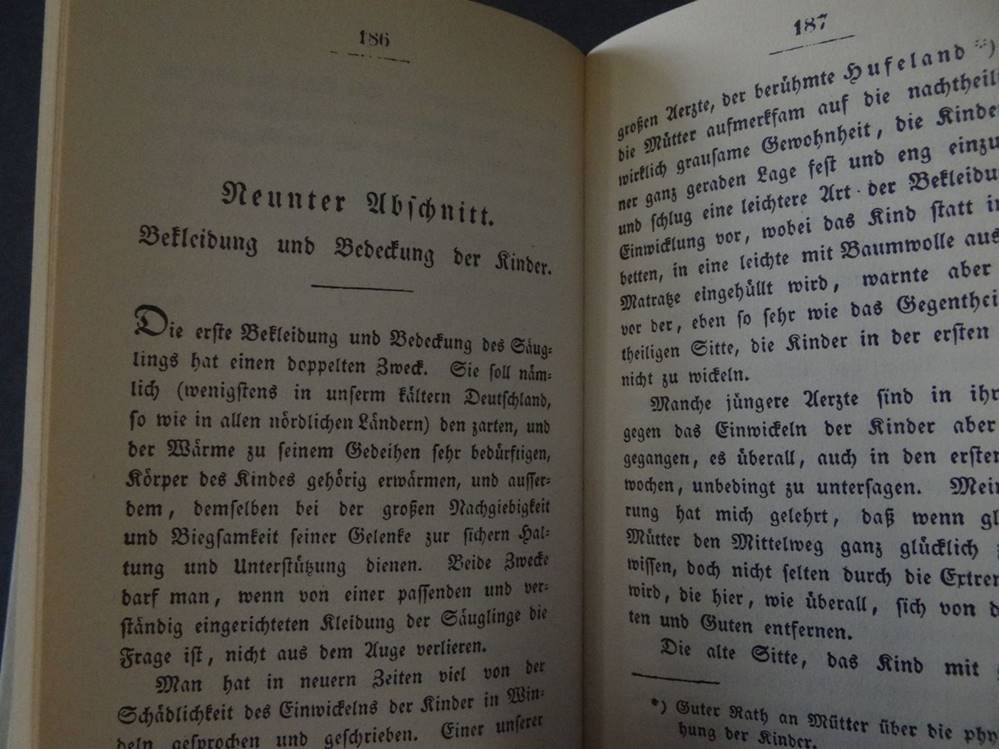 186
Neunter Abschnitt.
Bekleidung und Bedeckung der Kinder.
Die erste Bekleidung und Bedeckung des Säug-
lings hat einen doppelten Zweck. Sie soll näm-
lich (wenigstens in unserm kältern Deutschland,
so wie in allen nördlichen Ländern) den zarten, und
der Wärme zu seinem Gedeihen sehr bedürftigen,
Körper des Kindes gehörig erwärmen, und ausser-
dem, demselben bei der großen Nachgiebigkeit
und Biegsamkeit seiner Gelenke zur sichern Hal-
tung und Unterstützung dienen. Beide Zwecke
darf man, wenn von einer passenden und ver-
ständig eingerichteten Kleidung der Säuglinge die
Frage ist, nicht aus dem Auge verlieren.
Man hat in neuern Zeiten viel von der
Schädlichkeit des Einwickelns der Kinder in Win-
deln gesprochen und geschrieben. Einer unserer
187
großen Aerzte, der berühmte Hufeland *)
die Mütter aufmerksam auf die nachtheil
wirklich grausame Gewohnheit, die Kinde
ner ganz geraden Lage fest und eng einzu
und schlug eine leichtere Art der Bekleidu
Einwicklung vor, wobei das Kind statt i
betten, in eine leichte mit Baumwolle aus
Matratze eingehüllt wird, warnte aber
vor der, eben so sehr wie das Gegenthei
theiligen Sitte, die Kinder in der ersten
nicht zu wickeln.
Manche jüngere Aerzte sind in ihr
gegen das Einwickeln der Kinder aber
gegangen, es überall, auch in den ersten
wochen, unbedingt zu untersagen. Mein
rung hat mich gelehrt, daß wenn gl
Mütter den Mittelweg ganz glücklich
wissen, doch nicht selten durch die Extre
wird, die hier, wie überall, sich von d
ten und Guten entfernen.
Die alte Sitte, das Kind mit
*) Guter Rath an Mütter über die phy
hung der Kinder.